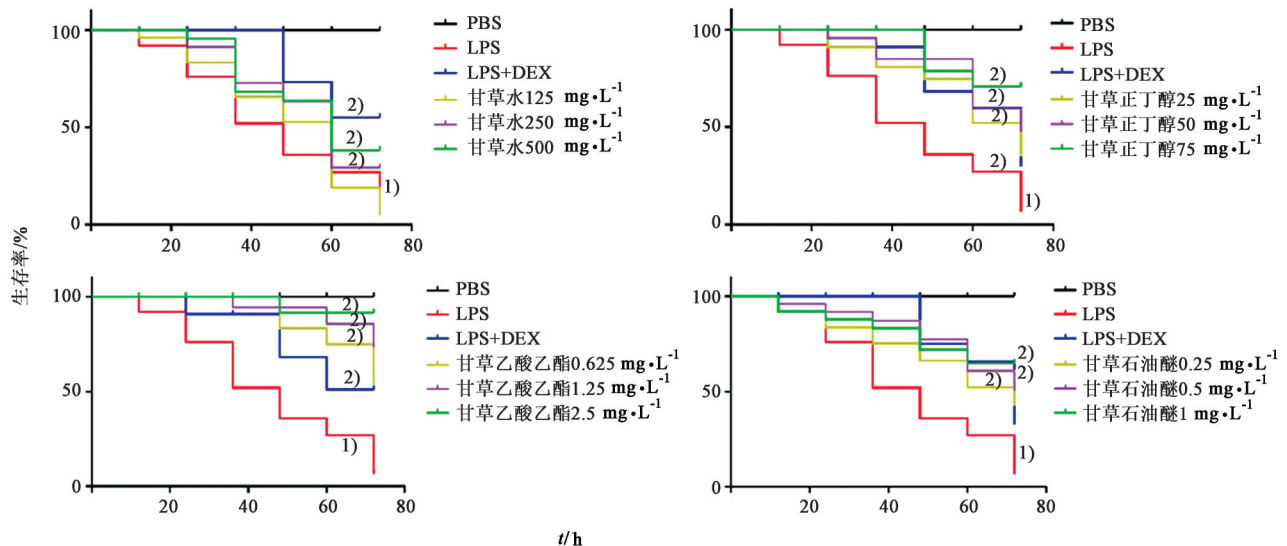 PBS
LPS
LPS+DEX
甘草水125 mg•L⁻¹
甘草水250 mg•L⁻¹
甘草水500 mg•L⁻¹
100
50
0
20
40
60
80
2)
2)
2)
1)
PBS
LPS
LPS+DEX
甘草正丁醇25 mg•L⁻¹
甘草正丁醇50 mg•L⁻¹
甘草正丁醇75 mg•L⁻¹
100
50
0
20
40
60
80
2)
2)
2)
2)
1)
生存率/%
PBS
LPS
LPS+DEX
甘草乙酸乙酯0.625 mg•L⁻¹
甘草乙酸乙酯1.25 mg•L⁻¹
甘草乙酸乙酯2.5 mg•L⁻¹
100
50
0
20
40
60
80
2)
2)
2)
2)
1)
PBS
LPS
LPS+DEX
甘草石油醚0.25 mg•L⁻¹
甘草石油醚0.5 mg•L⁻¹
甘草石油醚1 mg•L⁻¹
100
50
0
20
40
60
80
2)
2)
2)
1)
t/h